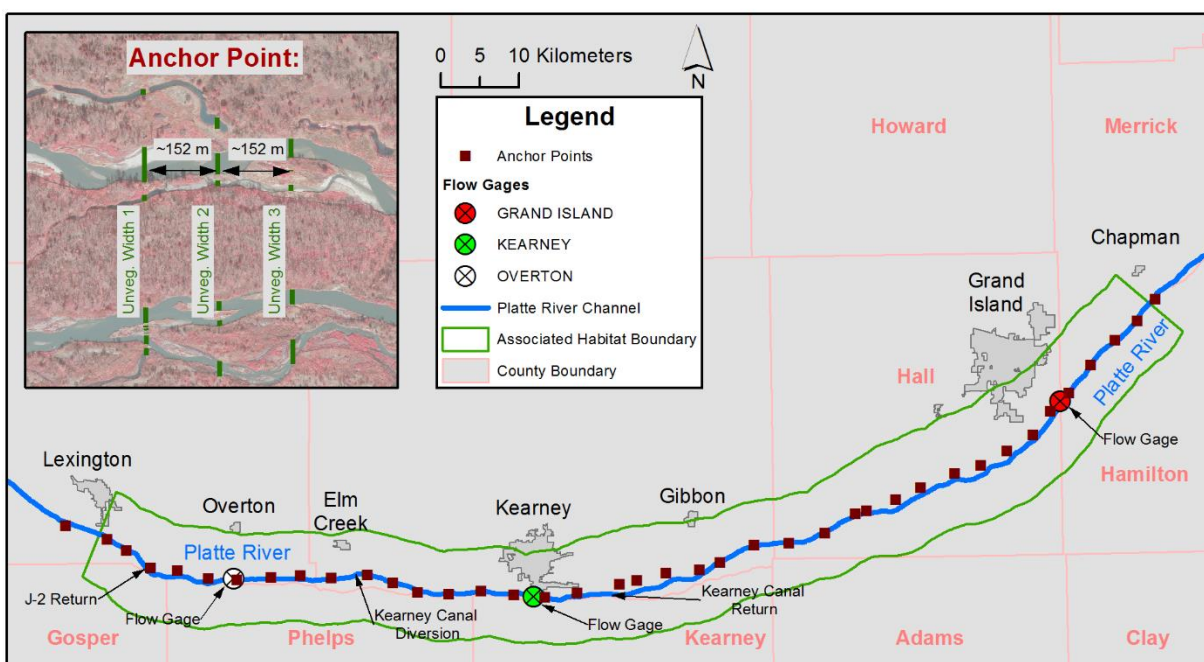 Anchor Point:
~152 m
~152 m
Unveg. Width 1
Unveg. Width 2
Unveg. Width 3
0 5 10 Kilometers
N
Legend
Anchor Points
Flow Gages
GRAND ISLAND
KEARNEY
OVERTON
Platte River Channel
Associated Habitat Boundary
County Boundary
Howard
Merrick
Chapman
Grand
Island
Platte River
Hall
Flow Gage
Hamilton
Lexington
Overton
Elm
Creek
Kearney
Gibbon
Platte River
J-2 Return
Flow Gage
Kearney Canal
Diversion
Flow Gage
Kearney Canal
Return
Gosper
Phelps
Kearney
Adams
Clay